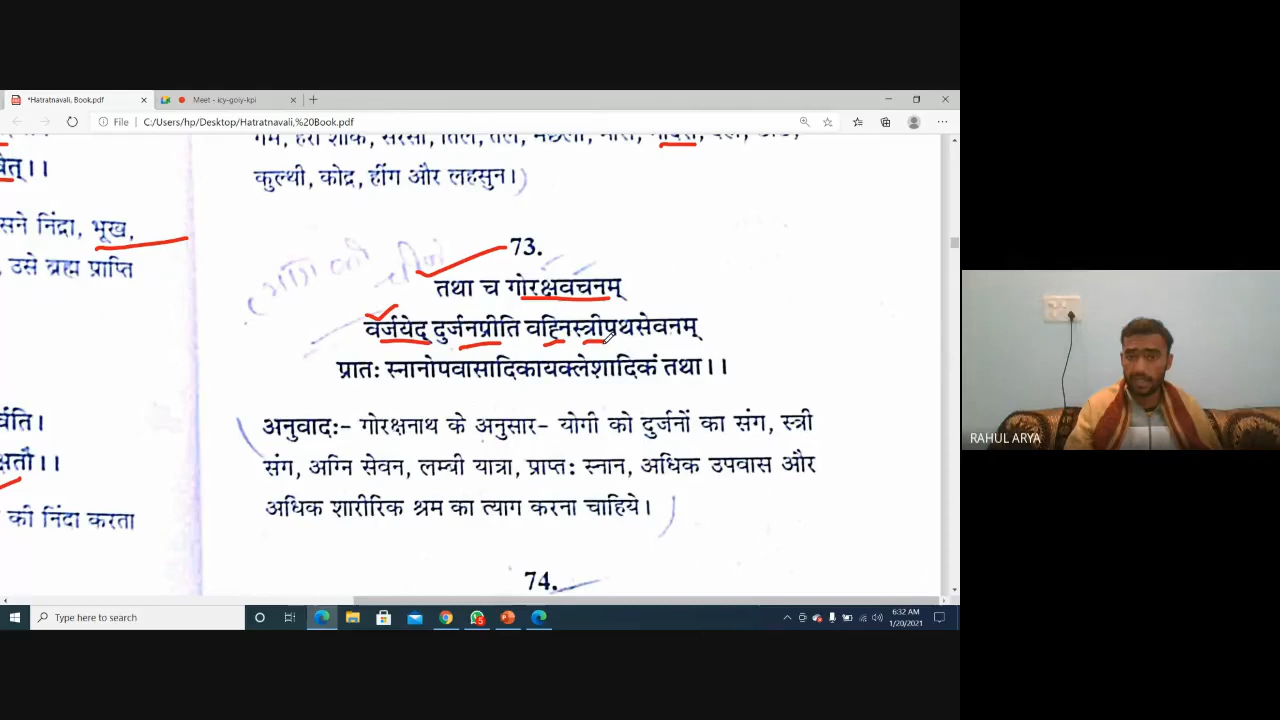 *Hatratnavali, Book.pdf
Meet - icy-goiy-kpi
File
C:/Users/hp/Desktop/Hatratnavali,%20Book.pdf
कुल्थी, कोद्र, हींग और लहसुन।)
सने निंद्रा, भूख,
उसे ब्रह्म प्राप्ति
की निंदा करता
73.
तथा च गोरक्षवचनम्
वर्जयेद् दुर्जनप्रीति वह्निस्त्रीपथसेवनम्
प्रातः स्नानोपवासादिकायक्लेशादिकं तथा।।
अनुवादः- गोरक्षनाथ के अनुसार- योगी को दुर्जनों का संग, स्त्री
संग, अग्नि सेवन, लम्बी यात्रा, प्राप्तः स्नान, अधिक उपवास और
अधिक शारीरिक श्रम का त्याग करना चाहिये।
74.
RAHUL ARYA
Type here to search
5
6:32 AM
1/20/2021